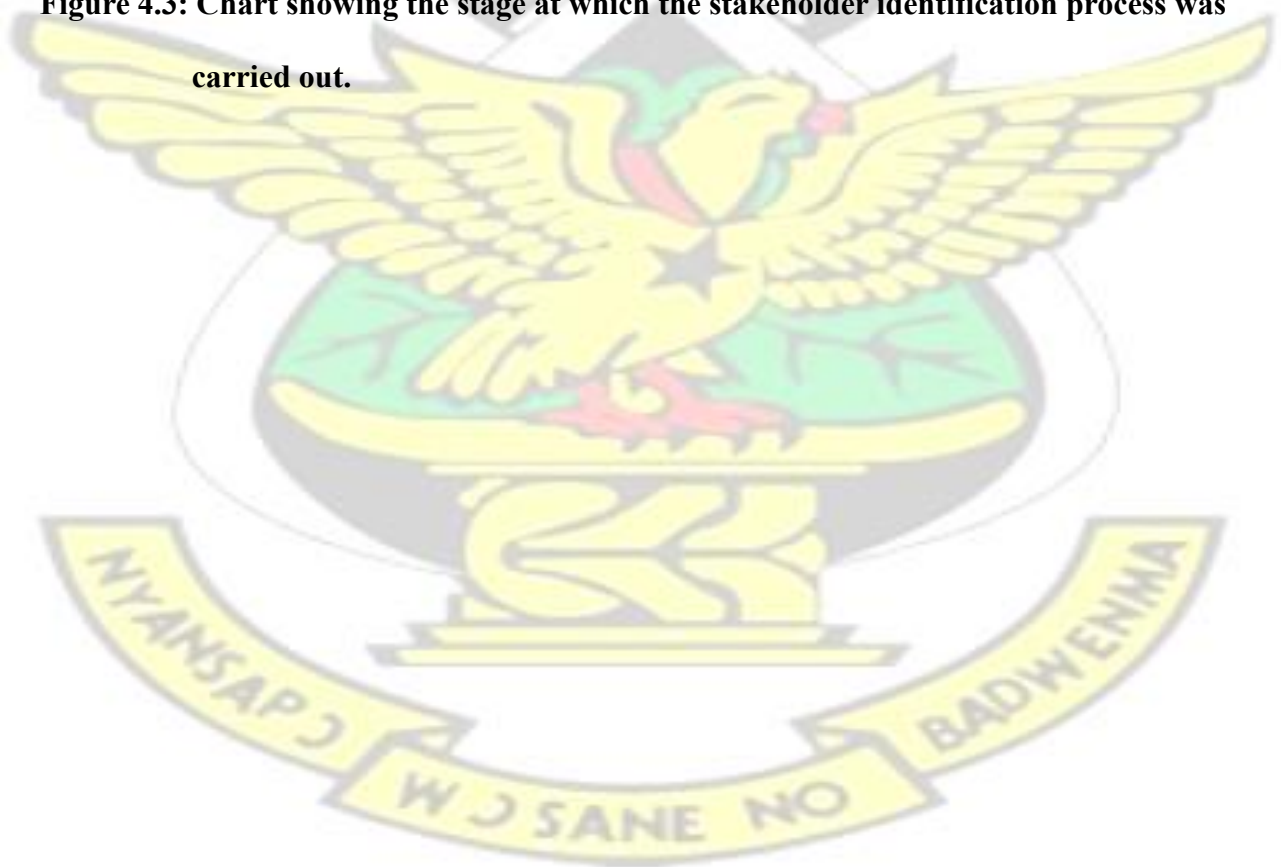 Figure 4.3: Chart showing the stage at which the stakeholder identification process was
carried out.
NYANSAPƆ WƆSANE NO BADWENMA